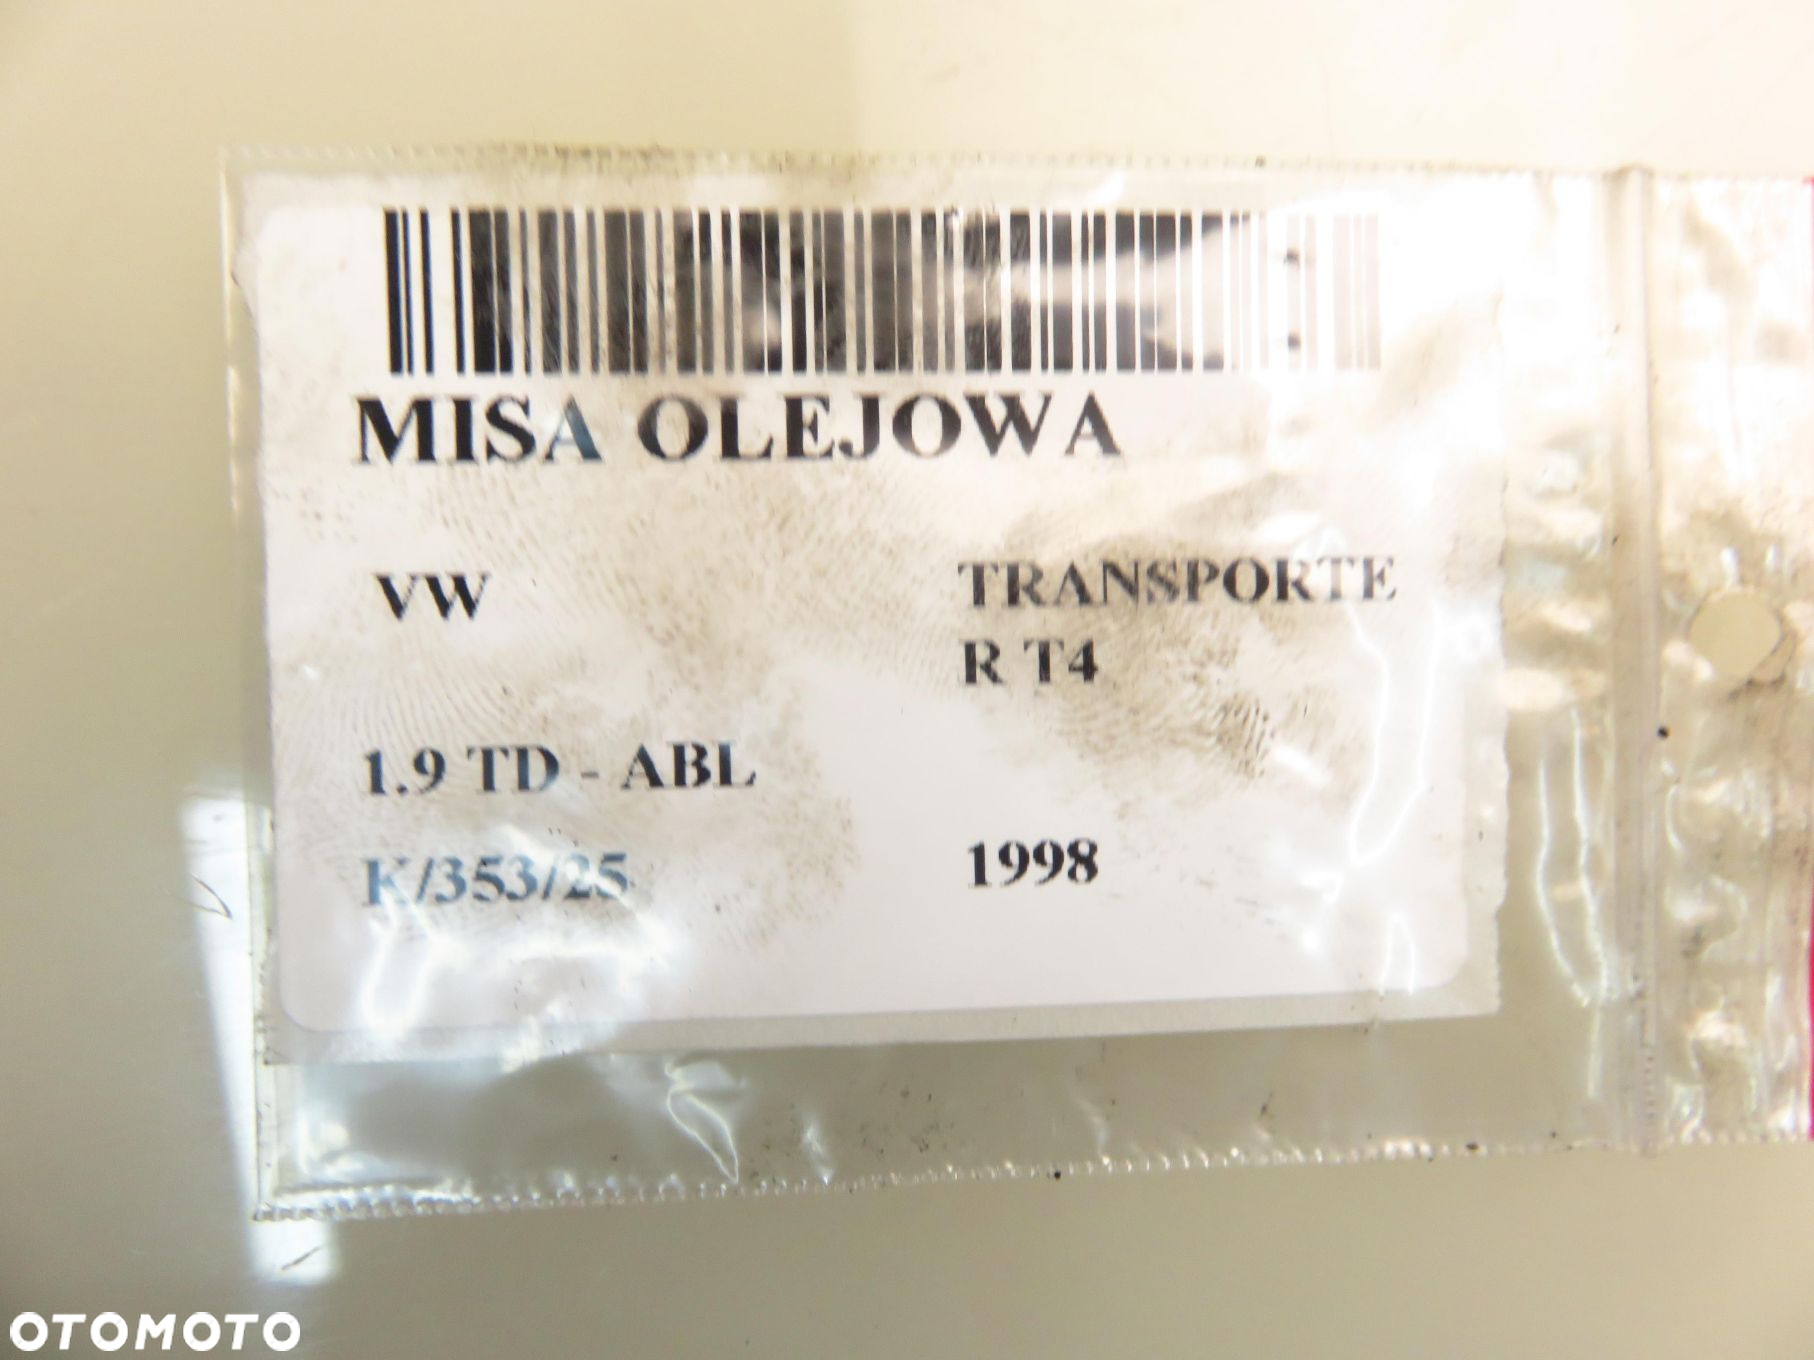 MISA OLEJOWA
VW
TRANSPORTE
R T4
1.9 TD - ABL
K/353/25
1998
OTOMOTO